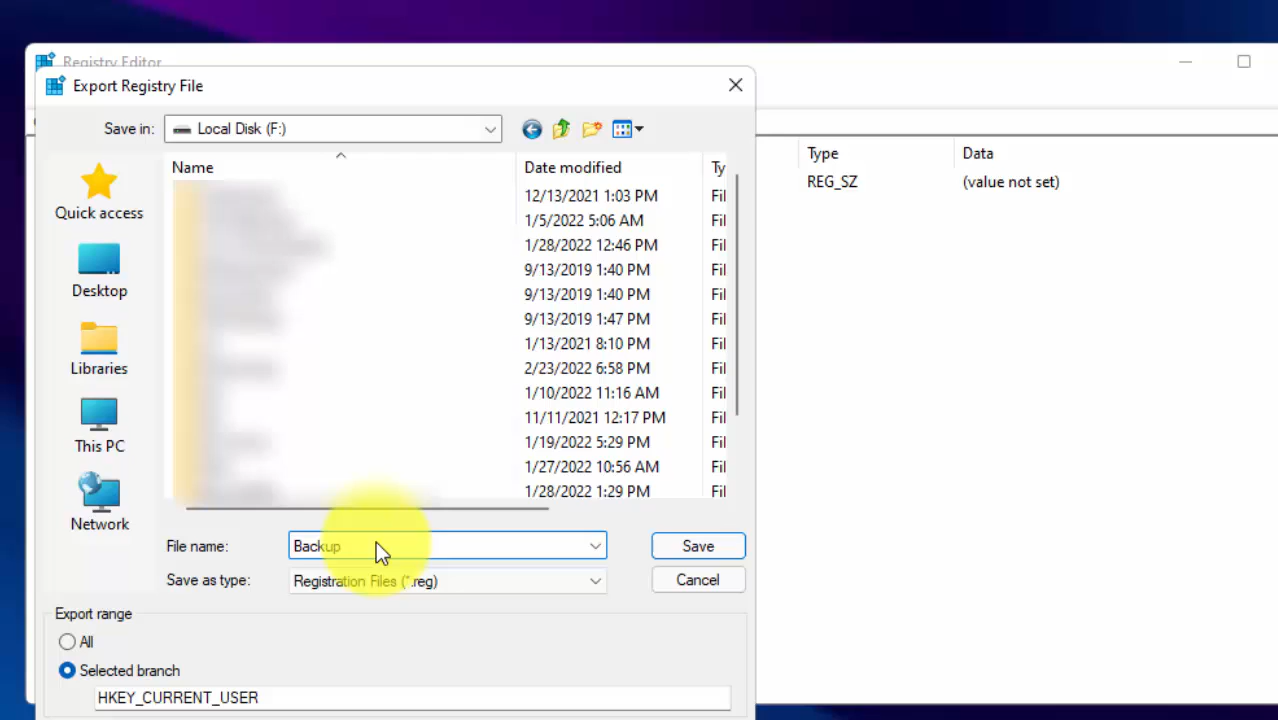 Registry Editor
Export Registry File
Save in: Local Disk (F:)
Name Date modified Ty
Type Data
12/13/2021 1:03 PM Fil
REG_SZ (value not set)
1/5/2022 5:06 AM Fil
1/28/2022 12:46 PM Fil
9/13/2019 1:40 PM Fil
9/13/2019 1:40 PM Fil
9/13/2019 1:47 PM Fil
1/13/2021 8:10 PM Fil
2/23/2022 6:58 PM Fil
1/10/2022 11:16 AM Fil
11/11/2021 12:17 PM Fil
1/19/2022 5:29 PM Fil
1/27/2022 10:56 AM Fil
1/28/2022 1:29 PM Fil
Quick access
Desktop
Libraries
This PC
Network
File name: Backup Save
Save as type: Registration Files (*.reg) Cancel
Export range
All
Selected branch
HKEY_CURRENT_USER